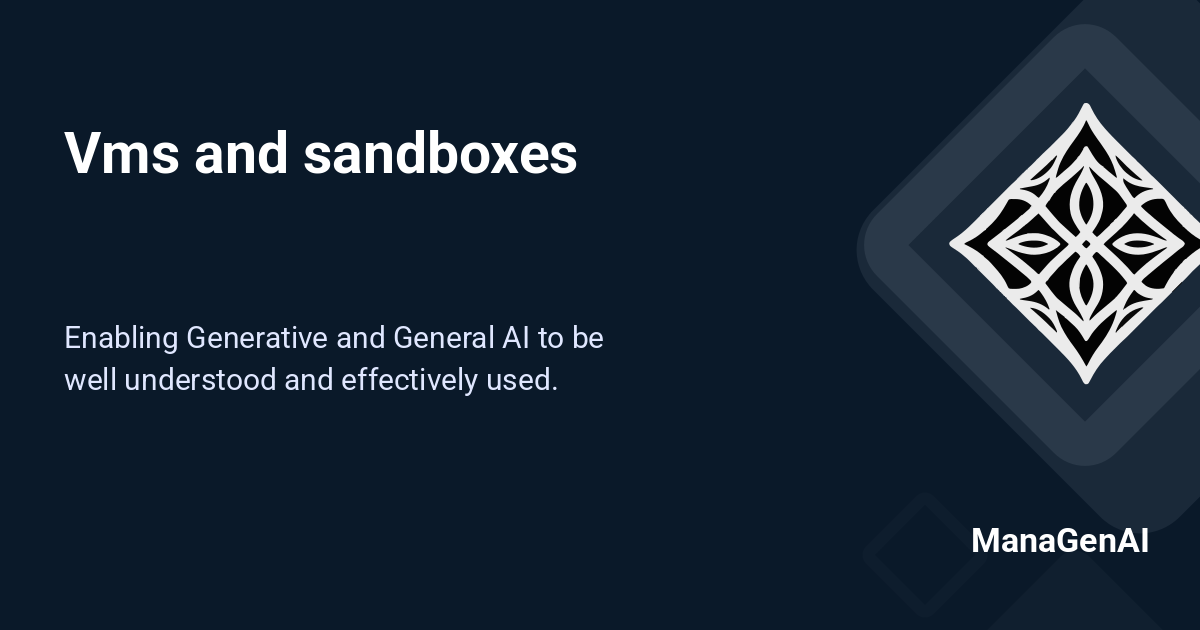 Vms and sandboxes
Enabling Generative and General AI to be
well understood and effectively used.
ManaGenAI